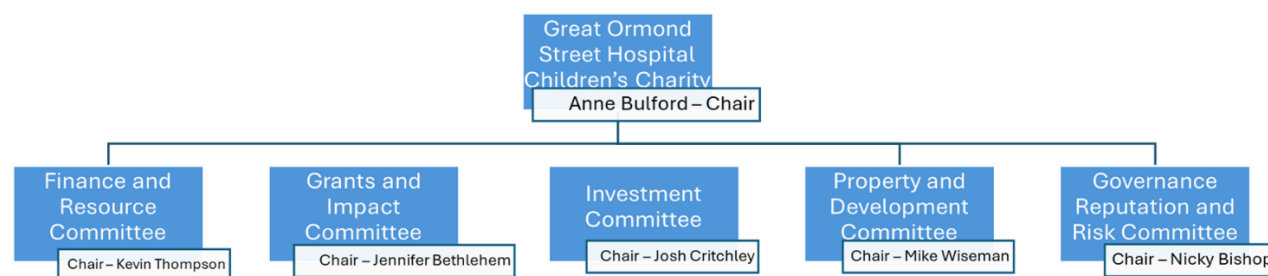 Great Ormond
Street Hospital
Children's Charity
Anne Bulford – Chair
Finance and
Resource
Committee
Chair – Kevin Thompson
Grants and
Impact
Committee
Chair – Jennifer Bethlehem
Investment
Committee
Chair – Josh Critchley
Property and
Development
Committee
Chair – Mike Wiseman
Governance
Reputation and
Risk Committee
Chair – Nicky Bishop